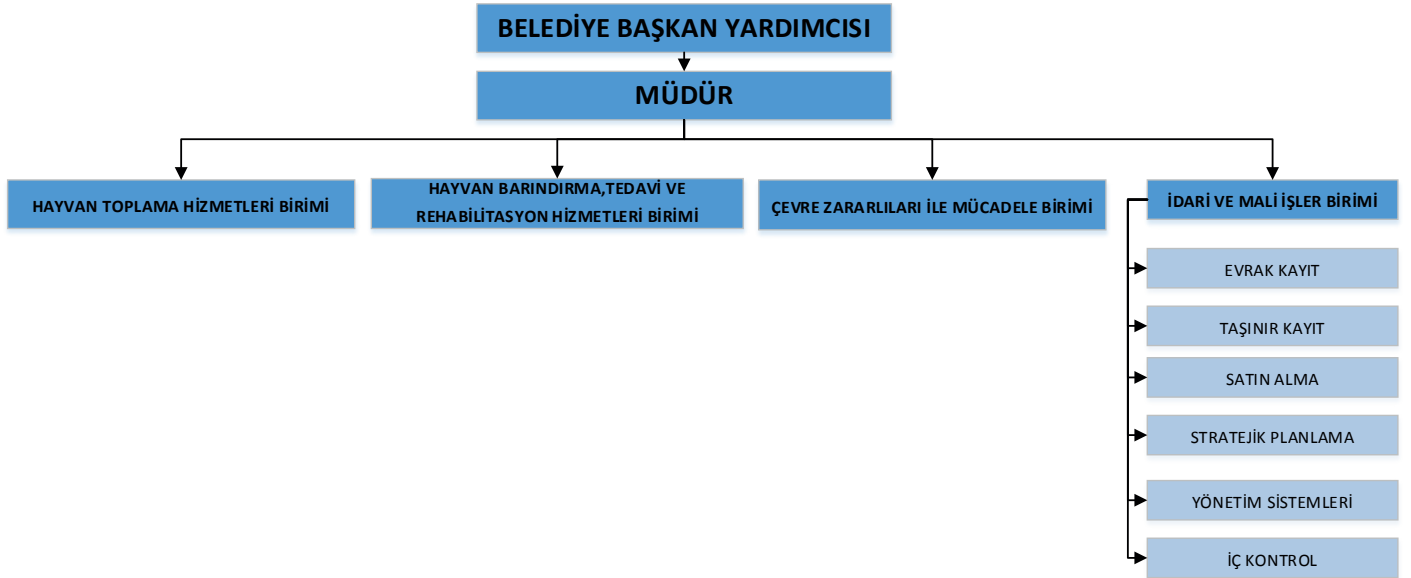 BELEDİYE BAŞKAN YARDIMCISI
MÜDÜR
HAYVAN TOPLAMA HİZMETLERİ BİRİMİ
HAYVAN BARINDIRMA,TEDAVİ VE
REHABİLİTASYON HİZMETLERİ BİRİMİ
ÇEVRE ZARARLILARI İLE MÜCADELE BİRİMİ
İDARİ VE MALİ İŞLER BİRİMİ
EVRAK KAYIT
TAŞINIR KAYIT
SATIN ALMA
STRATEJİK PLANLAMA
YÖNETİM SİSTEMLERİ
İÇ KONTROL